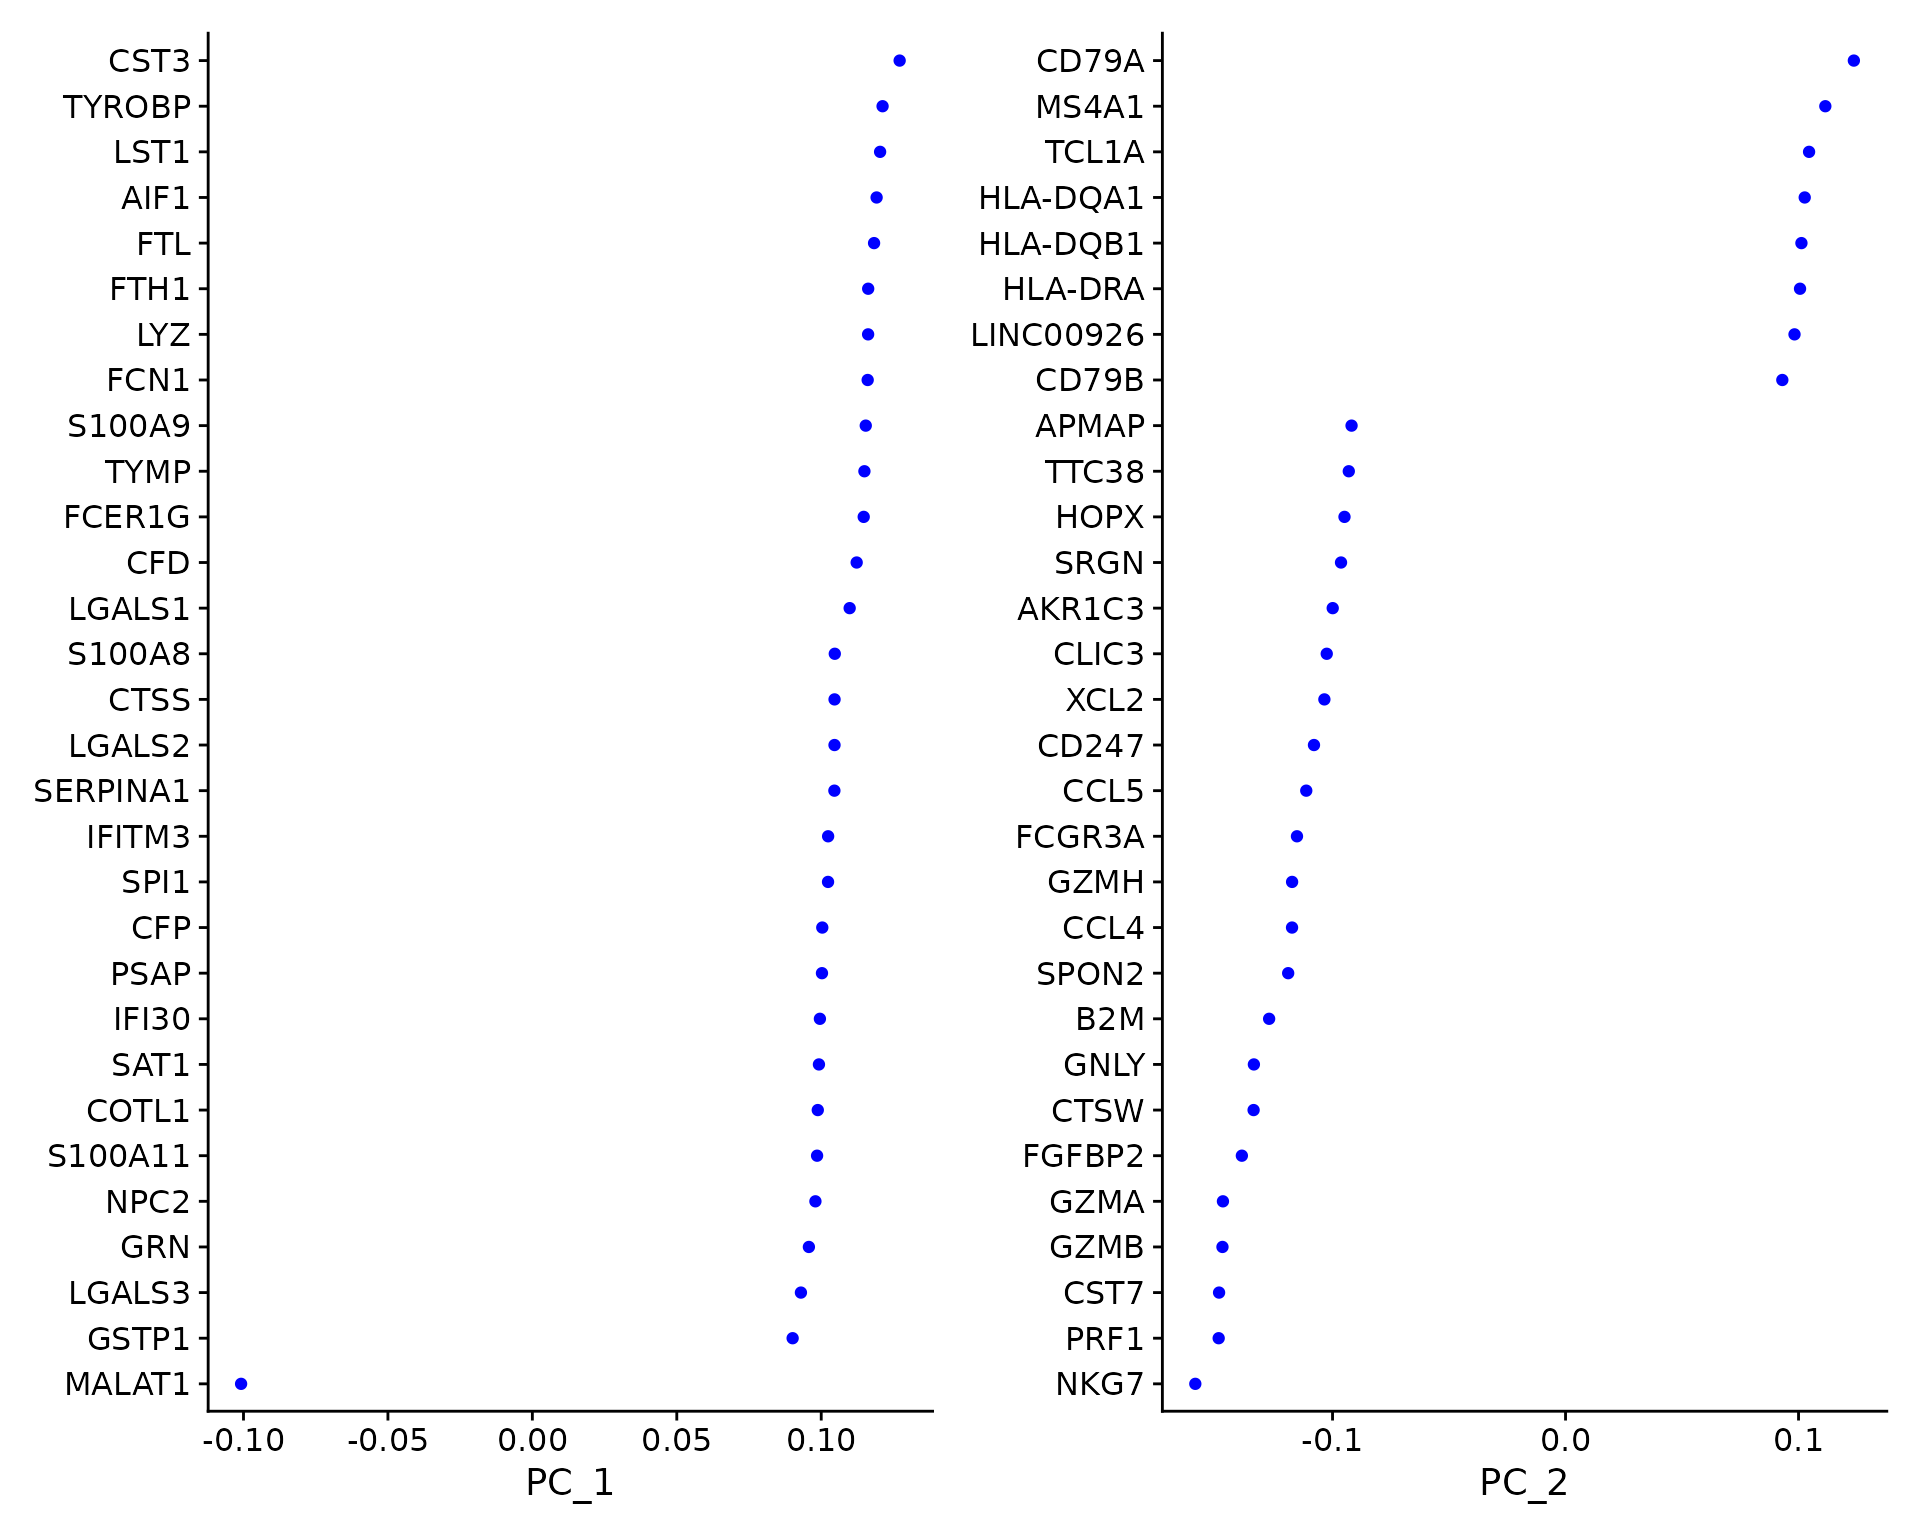 CST3
TYROBP
LST1
AIF1
FTL
FTH1
LYZ
FCN1
S100A9
TYMP
FCER1G
CFD
LGALS1
S100A8
CTSS
LGALS2
SERPINA1
IFITM3
SPI1
CFP
PSAP
IFI30
SAT1
COTL1
S100A11
NPC2
GRN
LGALS3
GSTP1
MALAT1
-0.10 -0.05 0.00 0.05 0.10
PC_1
CD79A
MS4A1
TCL1A
HLA-DQA1
HLA-DQB1
HLA-DRA
LINC00926
CD79B
APMAP
TTC38
HOPX
SRGN
AKR1C3
CLIC3
XCL2
CD247
CCL5
FCGR3A
GZMH
CCL4
SPON2
B2M
GNLY
CTSW
FGFBP2
GZMA
GZMB
CST7
PRF1
NKG7
-0.1 0.0 0.1
PC_2